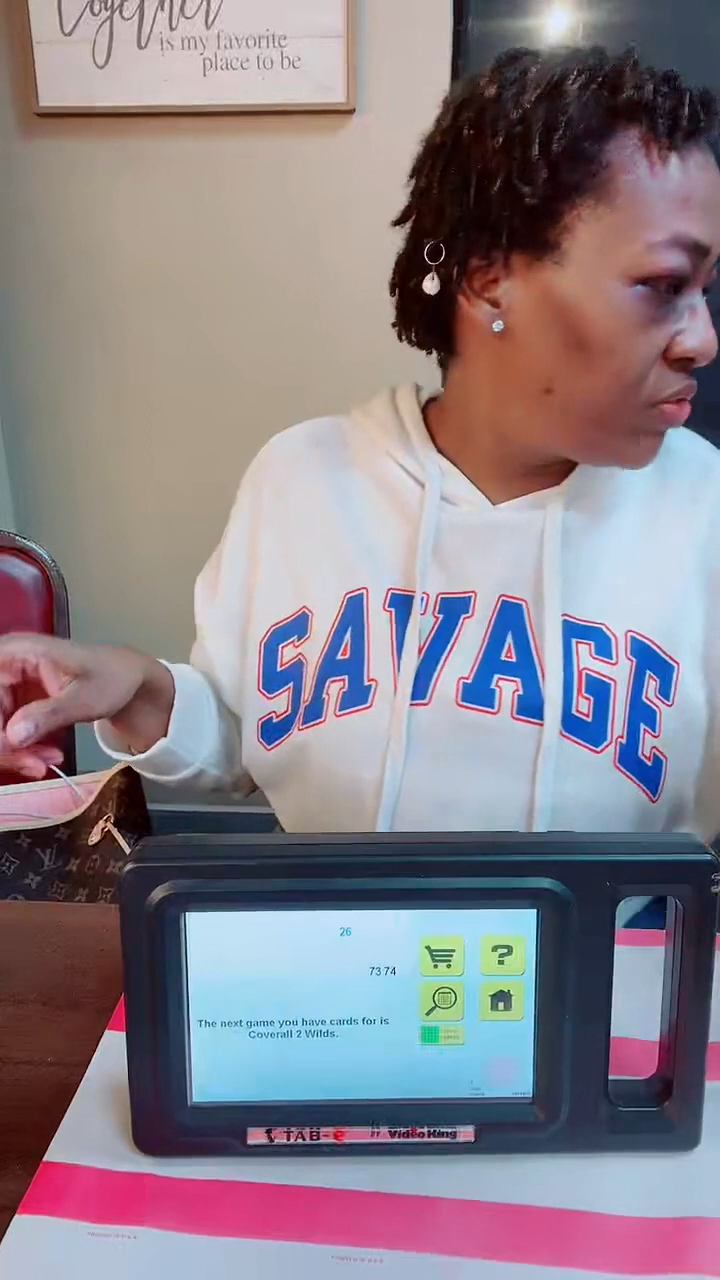 together
is my favorite
place to be
SAVAGE
26
73 74
The next game you have cards for is
Coverall 2 Wilds.
?
TAB-e
Video King